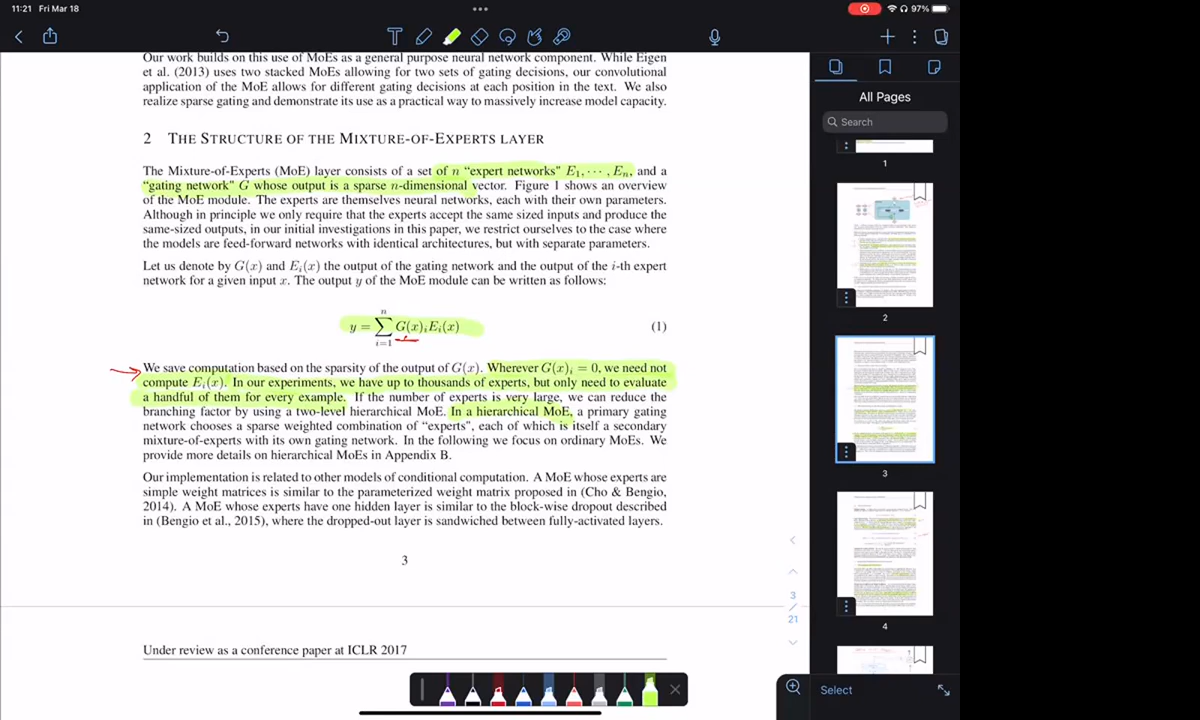 11:21 Fri Mar 18
97%
All Pages
Search
1
2
3
4
Our work builds on this use of MoEs as a general purpose neural network component. While Eigen
et al. (2013) uses two stacked MoEs allowing for two sets of gating decisions, our convolutional
application of the MoE allows for different gating decisions at each position in the text. We also
realize sparse gating and demonstrate its use as a practical way to massively increase model capacity.
2 THE STRUCTURE OF THE MIXTURE-OF-EXPERTS LAYER
The Mixture-of-Experts (MoE) layer consists of a set of n “expert networks” E₁, ⋯ , Eₙ, and a
“gating network” G whose output is a sparse n-dimensional vector. Figure 1 shows an overview
of the MoE module. The experts are themselves neural networks, each with their own parameters.
Although in principle we only require that the experts accept the same sized inputs and produce the
same-sized outputs, in our initial investigations in this paper, we restrict ourselves to the case where
the models are feed-forward networks with identical architectures, but with separate parameters.
Let us denote by G(x) and Eᵢ(x) the output of the gating network and the output of the i-th expert
network for a given input x. The output y of the MoE module can be written as follows:
n
y = ∑ G(x)ᵢEᵢ(x) (1)
i=1
We save computation based on the sparsity of the output of G(x). Wherever G(x)ᵢ = 0, we need not
compute Eᵢ(x). In our experiments, we have up to thousands of experts, but only need to evaluate
a handful of them for every example. If the number of experts is very large, we can reduce the
branching factor by using a two-level hierarchical MoE. In a hierarchical MoE, a primary gating
network chooses a sparse weighted combination of “experts”, each of which is itself a secondary
mixture-of-experts with its own gating network. In the following we focus on ordinary MoEs. We
provide more details on hierarchical MoEs in Appendix B.
Our implementation is related to other models of conditional computation. A MoE whose experts are
simple weight matrices is similar to the parameterized weight matrix proposed in (Cho & Bengio,
2014). A MoE whose experts have one hidden layer is similar to the block-wise dropout described
in (Bengio et al., 2015), where the dropped-out layer is sandwiched between fully-activated layers.
3
3
/
21
Under review as a conference paper at ICLR 2017
Select